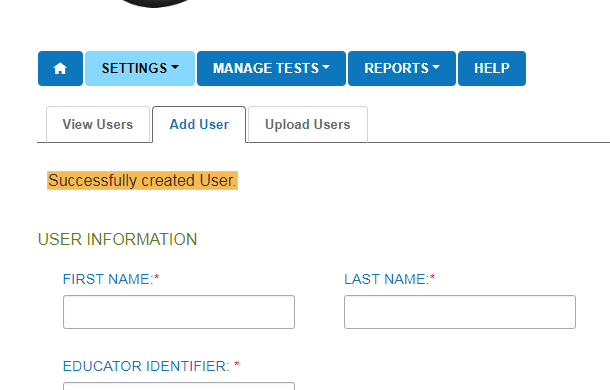 SETTINGS MANAGE TESTS REPORTS HELP
View Users Add User Upload Users
Successfully created User.
USER INFORMATION
FIRST NAME:* LAST NAME:*
EDUCATOR IDENTIFIER: *